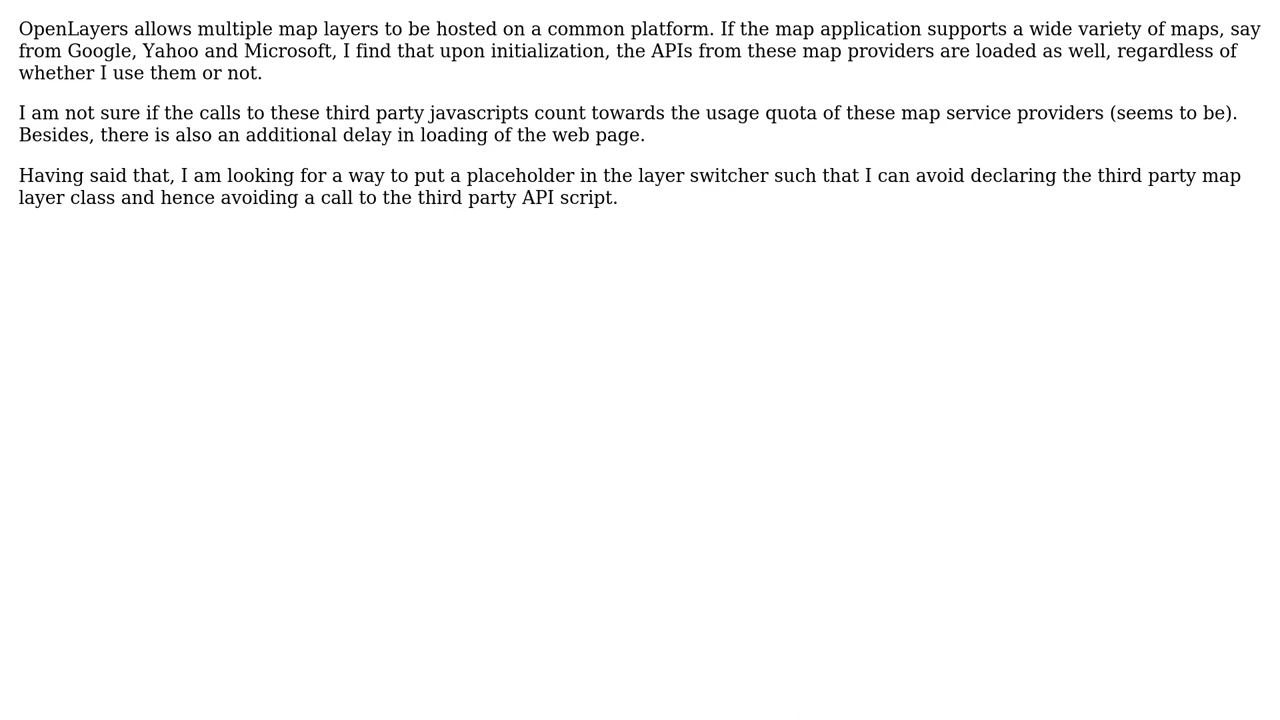 OpenLayers allows multiple map layers to be hosted on a common platform. If the map application supports a wide variety of maps, say
from Google, Yahoo and Microsoft, I find that upon initialization, the APIs from these map providers are loaded as well, regardless of
whether I use them or not.
I am not sure if the calls to these third party javascripts count towards the usage quota of these map service providers (seems to be).
Besides, there is also an additional delay in loading of the web page.
Having said that, I am looking for a way to put a placeholder in the layer switcher such that I can avoid declaring the third party map
layer class and hence avoiding a call to the third party API script.